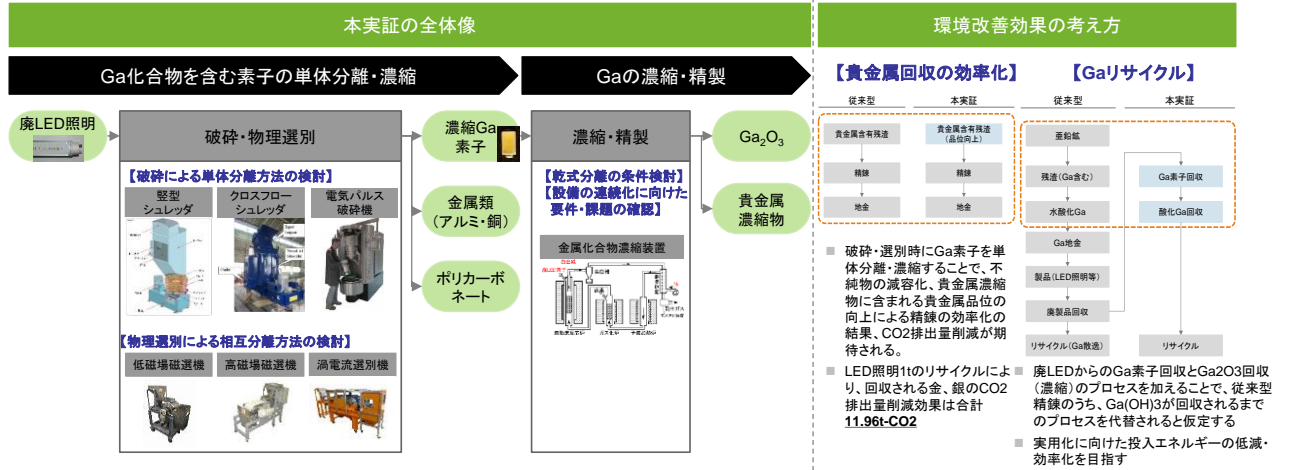 本実証の全体像
Ga化合物を含む素子の単体分離・濃縮
Gaの濃縮・精製
廃LED照明
破砕・物理選別
【破砕による単体分離方法の検討】
竪型
シュレッダ
クロスフロー
シュレッダ
電気パルス
破砕機
【物理選別による相互分離方法の検討】
低磁場磁選機
高磁場磁選機
渦電流選別機
濃縮Ga
素子
金属類
(アルミ・銅)
ポリカーボ
ネート
濃縮・精製
【乾式分離の条件検討】
【設備の連続化に向けた
要件・課題の確認】
金属化合物濃縮装置
Ga₂O₃
貴金属
濃縮物
環境改善効果の考え方
【貴金属回収の効率化】
従来型
本実証
貴金属含有残渣
精錬
地金
貴金属含有残渣
(品位向上)
精錬
地金
■ 破砕・選別時にGa素子を単
体分離・濃縮することで、不
純物の減容化、貴金属濃縮
物に含まれる貴金属品位の
向上による精錬の効率化の
結果、CO2排出量削減が期
待される。
■ LED照明1tのリサイクルによ
り、回収される金、銀のCO2
排出量削減効果は合計
11.96t-CO2
【Gaリサイクル】
従来型
本実証
亜鉛鉱
残渣(Ga含む)
水酸化Ga
Ga地金
製品(LED照明等)
廃製品回収
リサイクル(Ga散逸)
Ga素子回収
酸化Ga回収
リサイクル
■ 廃LEDからのGa素子回収とGa2O3回収
(濃縮)のプロセスを加えることで、従来型
精錬のうち、Ga(OH)3が回収されるまで
のプロセスを代替されると仮定する
■ 実用化に向けた投入エネルギーの低減・
効率化を目指す